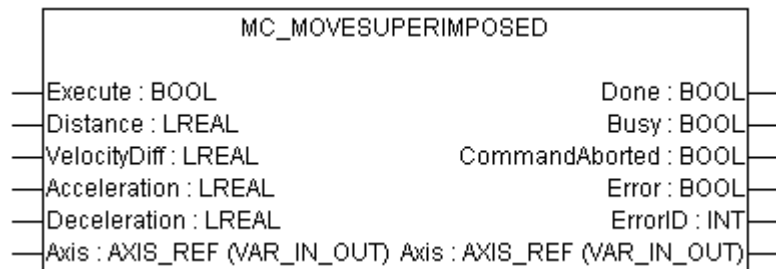 MC_MOVESUPERIMPOSED
Execute : BOOL Done : BOOL
Distance : LREAL Busy : BOOL
VelocityDiff : LREAL CommandAborted : BOOL
Acceleration : LREAL Error : BOOL
Deceleration : LREAL ErrorID : INT
Axis : AXIS_REF (VAR_IN_OUT) Axis : AXIS_REF (VAR_IN_OUT)